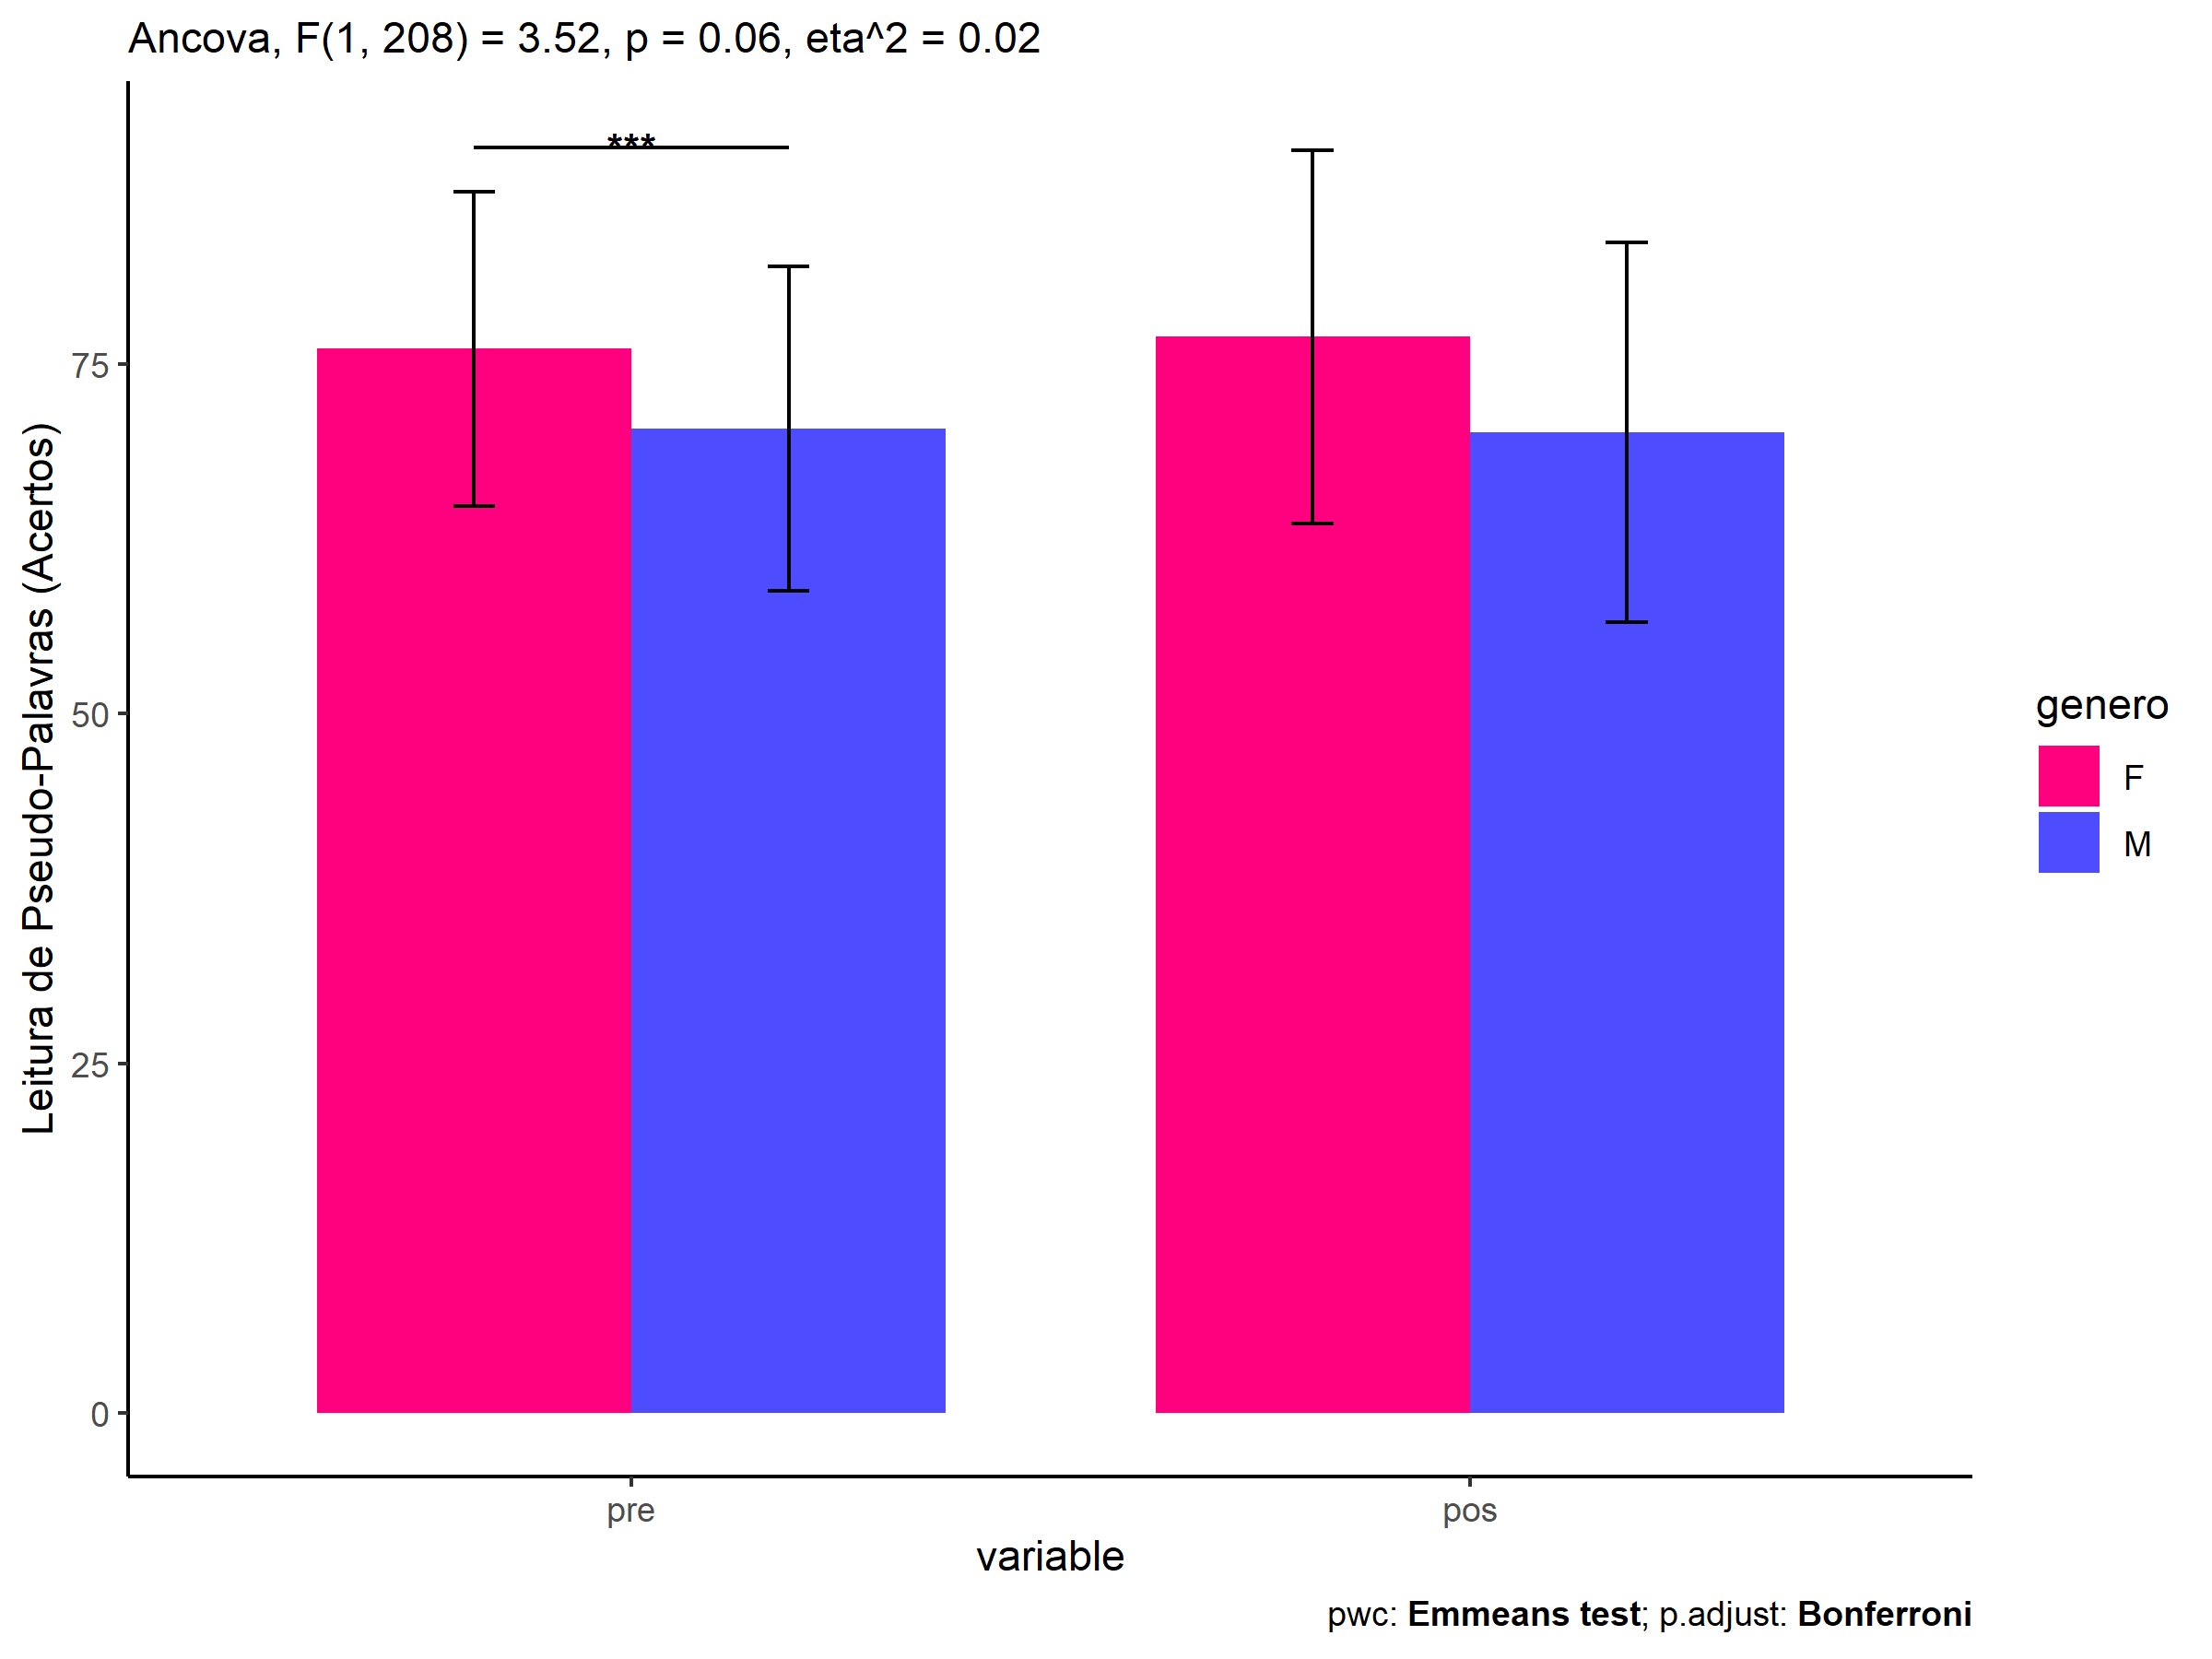 Ancova, F(1, 208) = 3.52, p = 0.06, eta^2 = 0.02
***
Leitura de Pseudo-Palavras (Acertos)
75
50
25
0
pre
pos
variable
genero
F
M
pwc: Emmeans test; p.adjust: Bonferroni